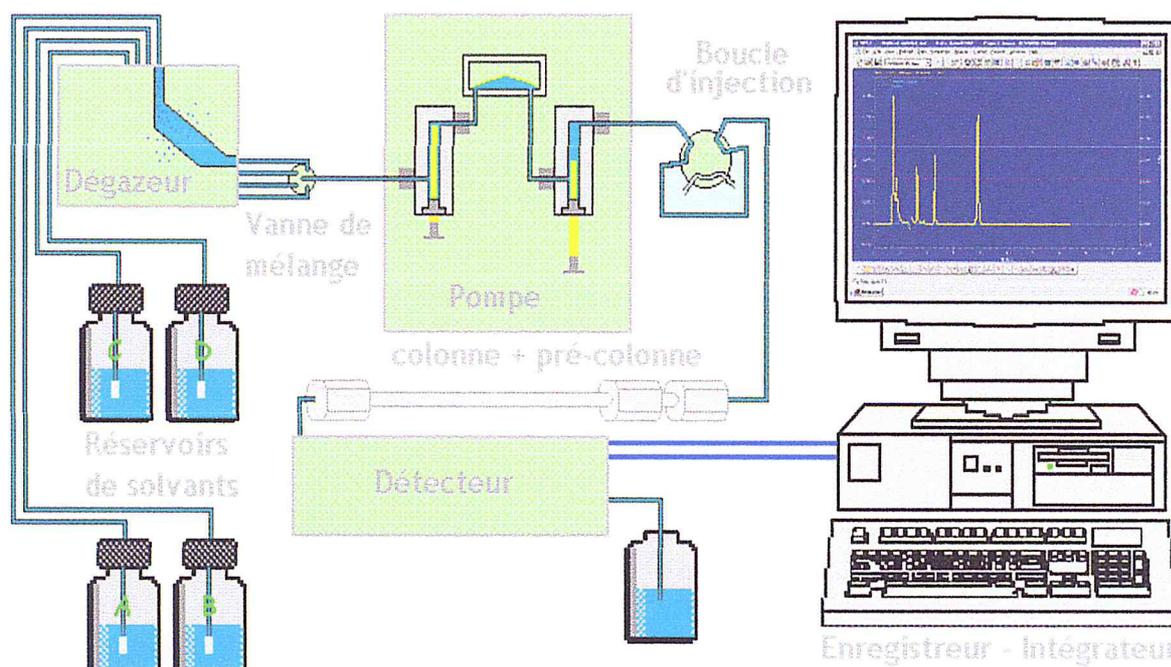 Boucle
d'injection
Dégazeur
Vanne de
mélange
Pompe
C
D
colonne + pré-colonne
Réservoirs
de solvants
Détecteur
A
B
Enregistreur - Intégrateur